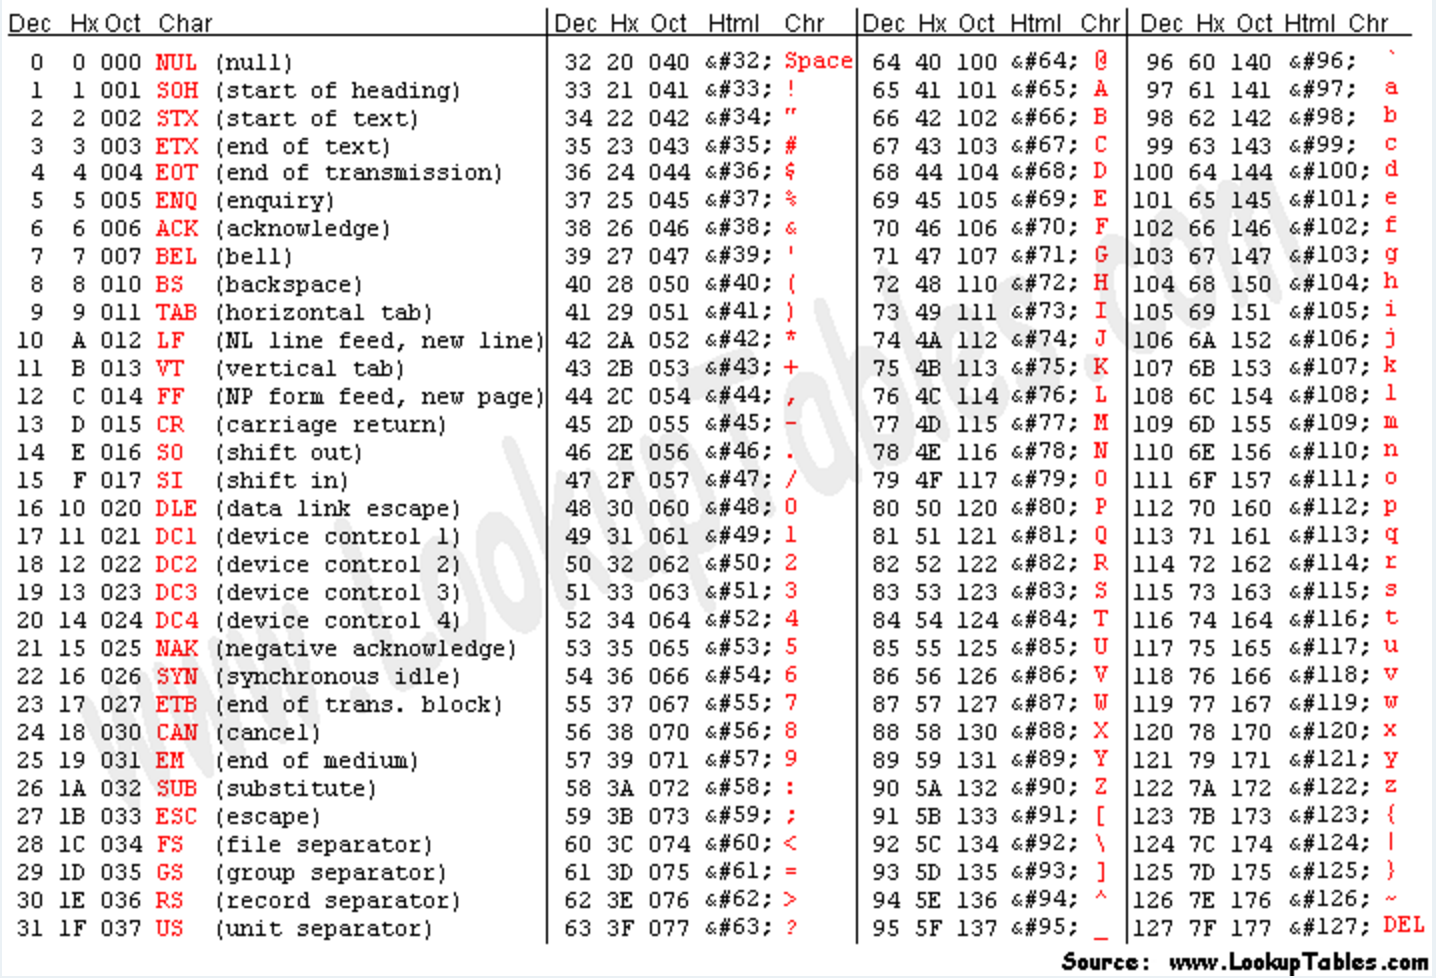 Dec Hx Oct Char Dec Hx Oct Html Chr Dec Hx Oct Html Chr Dec Hx Oct Html Chr
0 0 000 NUL (null) 32 20 040 &#32; Space 64 40 100 &#64; @ 96 60 140 &#96; `
1 1 001 SOH (start of heading) 33 21 041 &#33; ! 65 41 101 &#65; A 97 61 141 &#97; a
2 2 002 STX (start of text) 34 22 042 &#34; " 66 42 102 &#66; B 98 62 142 &#98; b
3 3 003 ETX (end of text) 35 23 043 &#35; # 67 43 103 &#67; C 99 63 143 &#99; c
4 4 004 EOT (end of transmission) 36 24 044 &#36; $ 68 44 104 &#68; D 100 64 144 &#100; d
5 5 005 ENQ (enquiry) 37 25 045 &#37; % 69 45 105 &#69; E 101 65 145 &#101; e
6 6 006 ACK (acknowledge) 38 26 046 &#38; & 70 46 106 &#70; F 102 66 146 &#102; f
7 7 007 BEL (bell) 39 27 047 &#39; ' 71 47 107 &#71; G 103 67 147 &#103; g
8 8 010 BS (backspace) 40 28 050 &#40; ( 72 48 110 &#72; H 104 68 150 &#104; h
9 9 011 TAB (horizontal tab) 41 29 051 &#41; ) 73 49 111 &#73; I 105 69 151 &#105; i
10 A 012 LF (NL line feed, new line) 42 2A 052 &#42; * 74 4A 112 &#74; J 106 6A 152 &#106; j
11 B 013 VT (vertical tab) 43 2B 053 &#43; + 75 4B 113 &#75; K 107 6B 153 &#107; k
12 C 014 FF (NP form feed, new page) 44 2C 054 &#44; , 76 4C 114 &#76; L 108 6C 154 &#108; l
13 D 015 CR (carriage return) 45 2D 055 &#45; - 77 4D 115 &#77; M 109 6D 155 &#109; m
14 E 016 SO (shift out) 46 2E 056 &#46; . 78 4E 116 &#78; N 110 6E 156 &#110; n
15 F 017 SI (shift in) 47 2F 057 &#47; / 79 4F 117 &#79; O 111 6F 157 &#111; o
16 10 020 DLE (data link escape) 48 30 060 &#48; 0 80 50 120 &#80; P 112 70 160 &#112; p
17 11 021 DC1 (device control 1) 49 31 061 &#49; 1 81 51 121 &#81; Q 113 71 161 &#113; q
18 12 022 DC2 (device control 2) 50 32 062 &#50; 2 82 52 122 &#82; R 114 72 162 &#114; r
19 13 023 DC3 (device control 3) 51 33 063 &#51; 3 83 53 123 &#83; S 115 73 163 &#115; s
20 14 024 DC4 (device control 4) 52 34 064 &#52; 4 84 54 124 &#84; T 116 74 164 &#116; t
21 15 025 NAK (negative acknowledge) 53 35 065 &#53; 5 85 55 125 &#85; U 117 75 165 &#117; u
22 16 026 SYN (synchronous idle) 54 36 066 &#54; 6 86 56 126 &#86; V 118 76 166 &#118; v
23 17 027 ETB (end of trans. block) 55 37 067 &#55; 7 87 57 127 &#87; W 119 77 167 &#119; w
24 18 030 CAN (cancel) 56 38 070 &#56; 8 88 58 130 &#88; X 120 78 170 &#120; x
25 19 031 EM (end of medium) 57 39 071 &#57; 9 89 59 131 &#89; Y 121 79 171 &#121; y
26 1A 032 SUB (substitute) 58 3A 072 &#58; : 90 5A 132 &#90; Z 122 7A 172 &#122; z
27 1B 033 ESC (escape) 59 3B 073 &#59; ; 91 5B 133 &#91; [ 123 7B 173 &#123; {
28 1C 034 FS (file separator) 60 3C 074 &#60; < 92 5C 134 &#92; \ 124 7C 174 &#124; |
29 1D 035 GS (group separator) 61 3D 075 &#61; = 93 5D 135 &#93; ] 125 7D 175 &#125; }
30 1E 036 RS (record separator) 62 3E 076 &#62; > 94 5E 136 &#94; ^ 126 7E 176 &#126; ~
31 1F 037 US (unit separator) 63 3F 077 &#63; ? 95 5F 137 &#95; _ 127 7F 177 &#127; DEL
Source: www.LookupTables.com
www.LookupTables.com